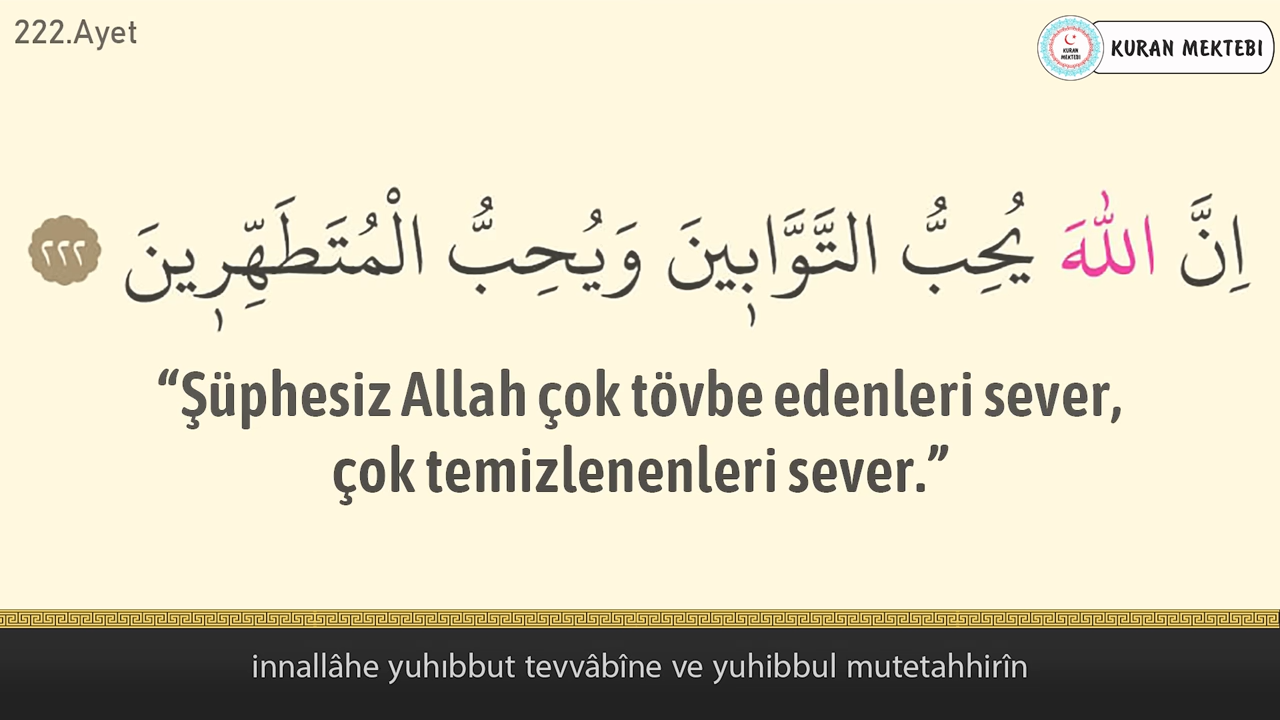 222.Ayet
KURAN MEKTEBI
KURAN
MEKTEBİ
اِنَّ اللّٰهَ يُحِبُّ التَّوَّاب۪ينَ وَيُحِبُّ الْمُتَطَهِّر۪ينَ ٢٢٢
“Şüphesiz Allah çok tövbe edenleri sever,
çok temizlenenleri sever.”
innallâhe yuhıbbut tevvâbîne ve yuhibbul mutetahhirîn